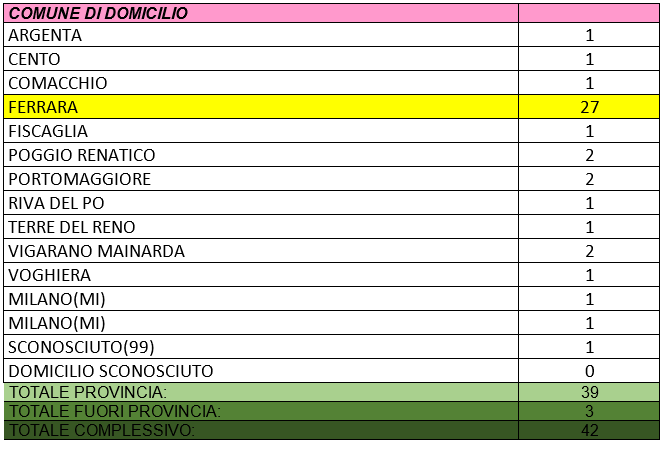 COMUNE DI DOMICILIO
ARGENTA 1
CENTO 1
COMACCHIO 1
FERRARA 27
FISCAGLIA 1
POGGIO RENATICO 2
PORTOMAGGIORE 2
RIVA DEL PO 1
TERRE DEL RENO 1
VIGARANO MAINARDA 2
VOGHIERA 1
MILANO(MI) 1
MILANO(MI) 1
SCONOSCIUTO(99) 1
DOMICILIO SCONOSCIUTO 0
TOTALE PROVINCIA: 39
TOTALE FUORI PROVINCIA: 3
TOTALE COMPLESSIVO: 42